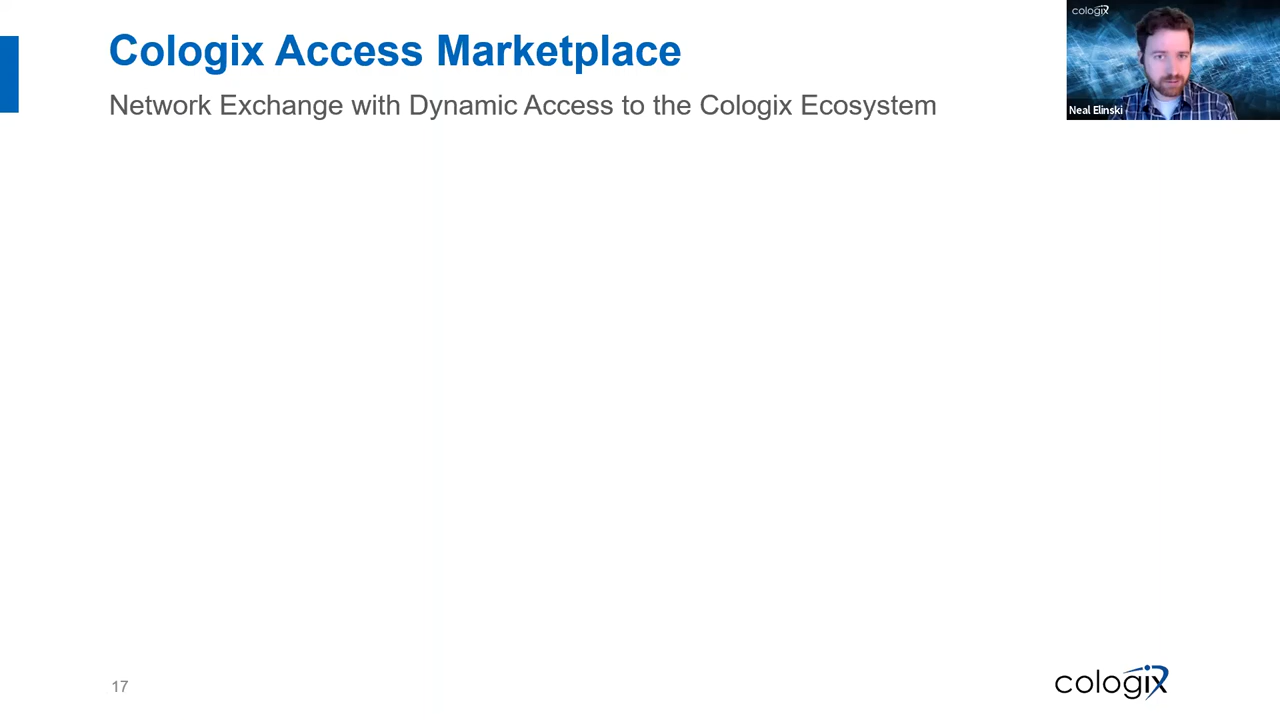 Cologix Access Marketplace
Network Exchange with Dynamic Access to the Cologix Ecosystem
cologix
Neal Elinski
17
cologix